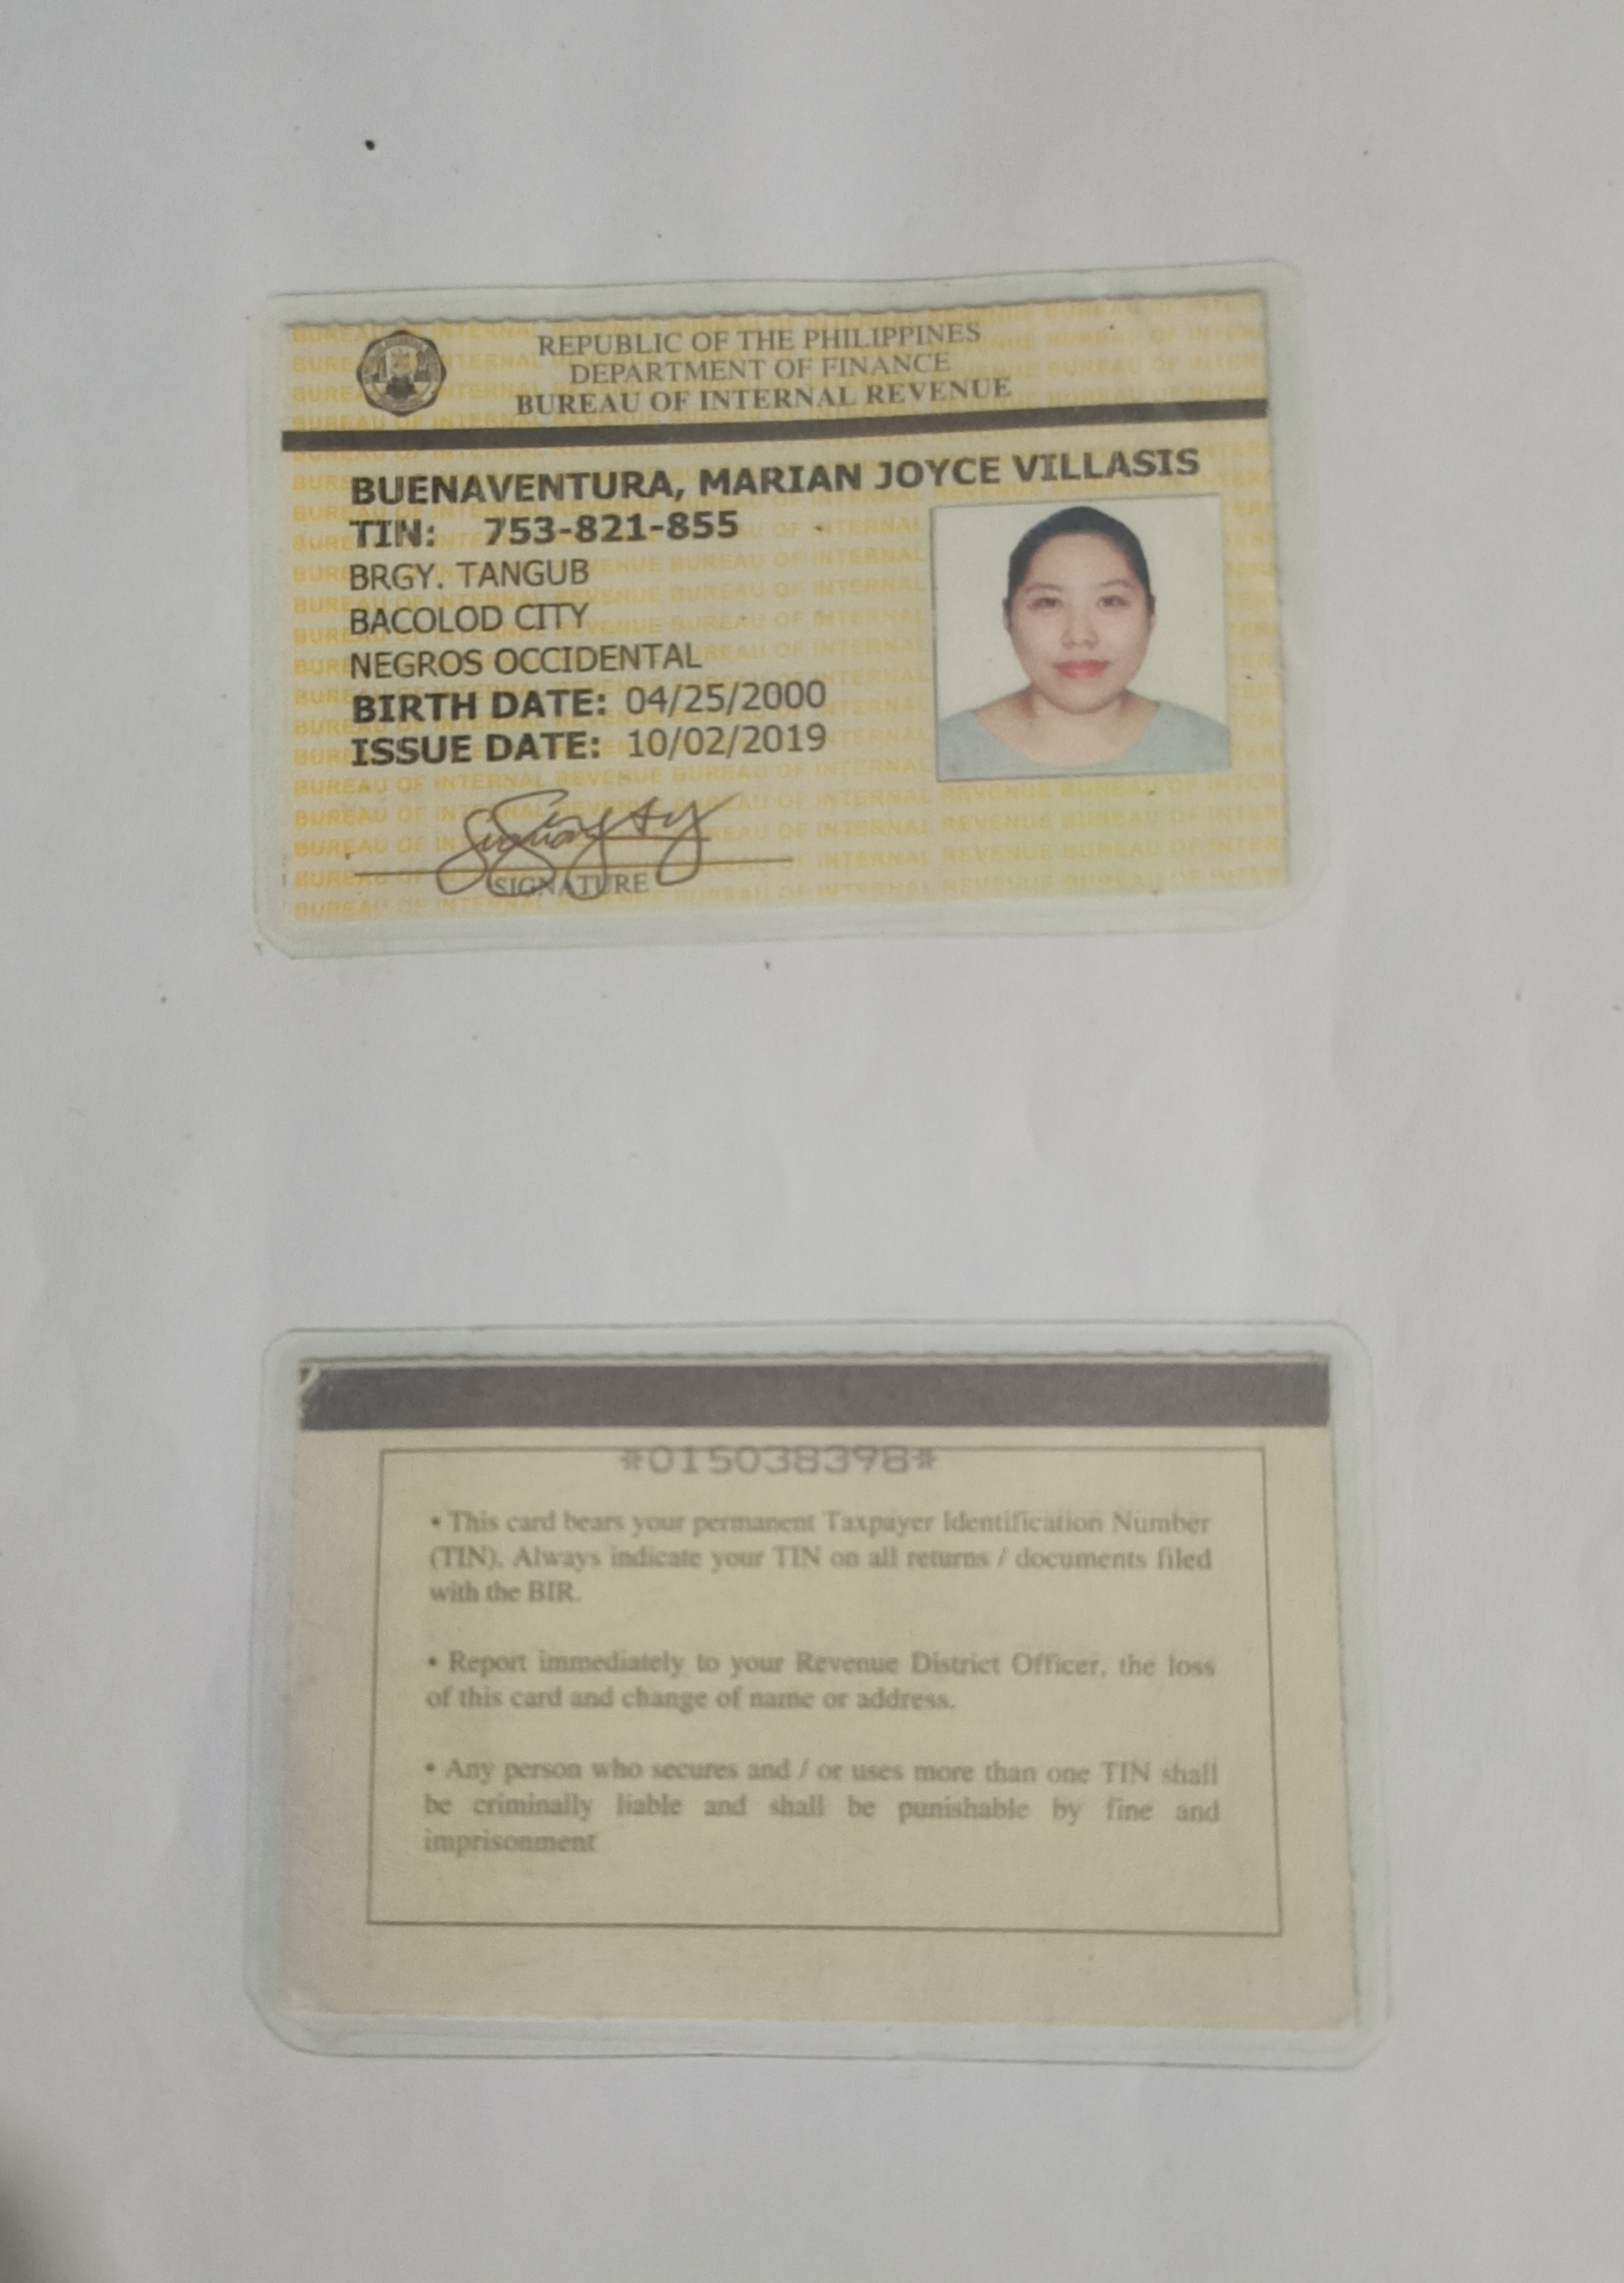 REPUBLIC OF THE PHILIPPINES
DEPARTMENT OF FINANCE
BUREAU OF INTERNAL REVENUE
BUENAVENTURA, MARIAN JOYCE VILLASIS
TIN: 753-821-855
BRGY. TANGUB
BACOLOD CITY
NEGROS OCCIDENTAL
BIRTH DATE: 04/25/2000
ISSUE DATE: 10/02/2019
SIGNATURE
*015038398*
• This card bears your permanent Taxpayer Identification Number
(TIN). Always indicate your TIN on all returns / documents filed
with the BIR.
• Report immediately to your Revenue District Officer, the loss
of this card and change of name or address.
• Any person who secures and / or uses more than one TIN shall
be criminally liable and shall be punishable by fine and
imprisonment